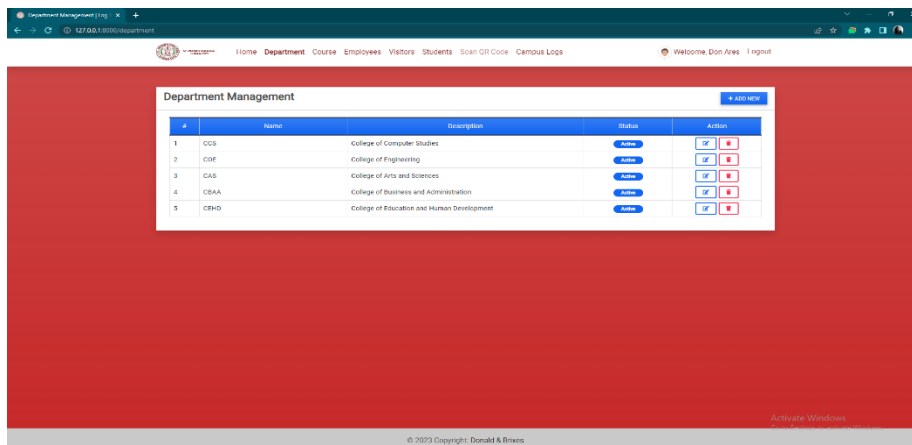 Department Management | Log
127.0.0.1:8000/department
Home Department Course Employees Visitors Students Scan QR Code Campus Logs Welcome, Don Ares Logout
Department Management
+ ADD NEW
# Name Description Status Action
1 CCS College of Computer Studies Active
2 COE College of Engineering Active
3 CAS College of Arts and Sciences Active
4 CBAA College of Business and Administration Active
5 CEHD College of Education and Human Development Active
Activate Windows
© 2023 Copyright: Donald & Brixes